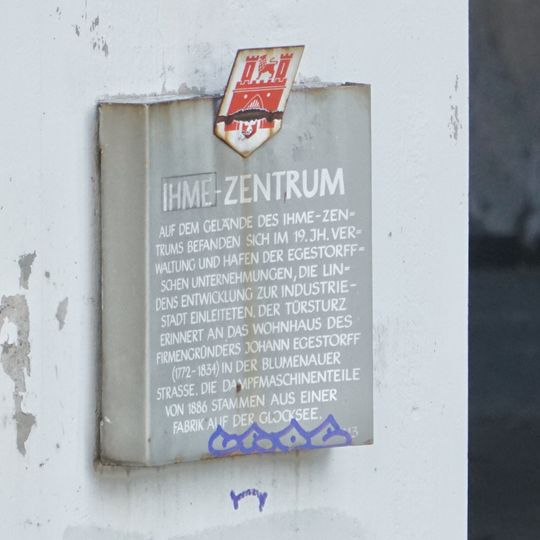 IHME-ZENTRUM
AUF DEM GELÄNDE DES IHME-ZEN-
TRUMS BEFANDEN SICH IM 19. JH. VER-
WALTUNG UND HAFEN DER EGESTORFF-
SCHEN UNTERNEHMUNGEN, DIE LIN-
DENS ENTWICKLUNG ZUR INDUSTRIE-
STADT EINLEITETEN. DER TÜRSTURZ
ERINNERT AN DAS WOHNHAUS DES
FIRMENGRÜNDERS JOHANN EGESTORFF
(1772-1834) IN DER BLUMENAUER
STRASSE. DIE DAMPFMASCHINENTEILE
VON 1886 STAMMEN AUS EINER
FABRIK AUF DER GLOCKSEE.